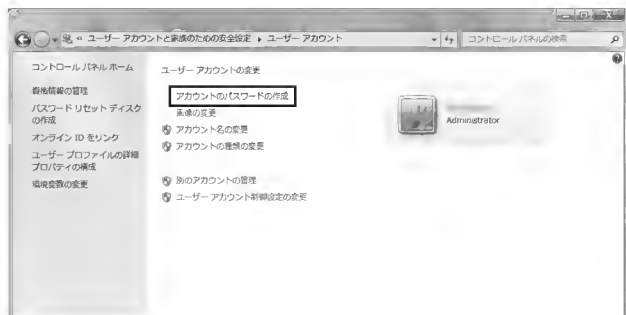 « ユーザー アカウントと家族のための安全設定 ▸ ユーザー アカウント
コントロール パネルの検索
コントロール パネル ホーム
資格情報の管理
パスワード リセット ディスク
の作成
オンライン ID をリンク
ユーザー プロファイルの詳細
プロパティの構成
環境変数の変更
ユーザー アカウントの変更
アカウントのパスワードの作成
画像の変更
アカウント名の変更
アカウントの種類の変更
別のアカウントの管理
ユーザー アカウント制御設定の変更
Administrator